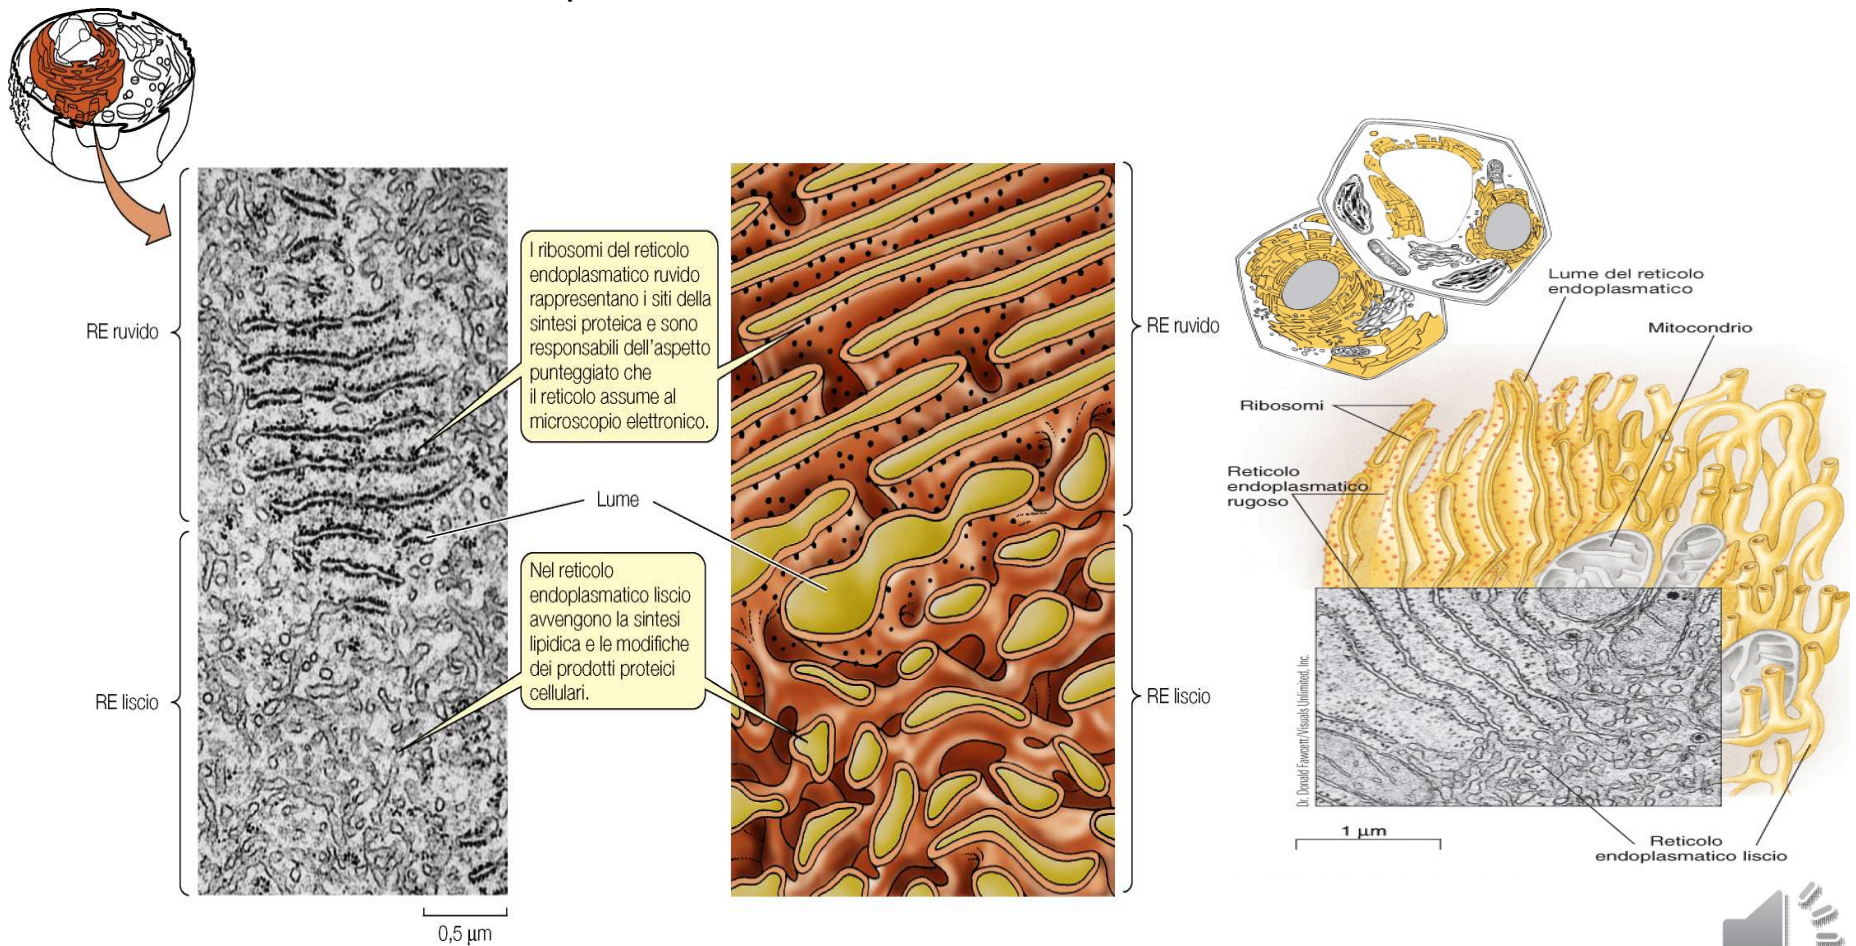 RE ruvido
RE liscio
0,5 µm
I ribosomi del reticolo
endoplasmatico ruvido
rappresentano i siti della
sintesi proteica e sono
responsabili dell'aspetto
punteggiato che
il reticolo assume al
microscopio elettronico.
Lume
Nel reticolo
endoplasmatico liscio
avvengono la sintesi
lipidica e le modifiche
dei prodotti proteici
cellulari.
RE ruvido
RE liscio
Lume del reticolo
endoplasmatico
Mitocondrio
Ribosomi
Reticolo
endoplasmatico
rugoso
Dr. Donald Fawcett/Visuals Unlimited, Inc.
1 µm
Reticolo
endoplasmatico liscio